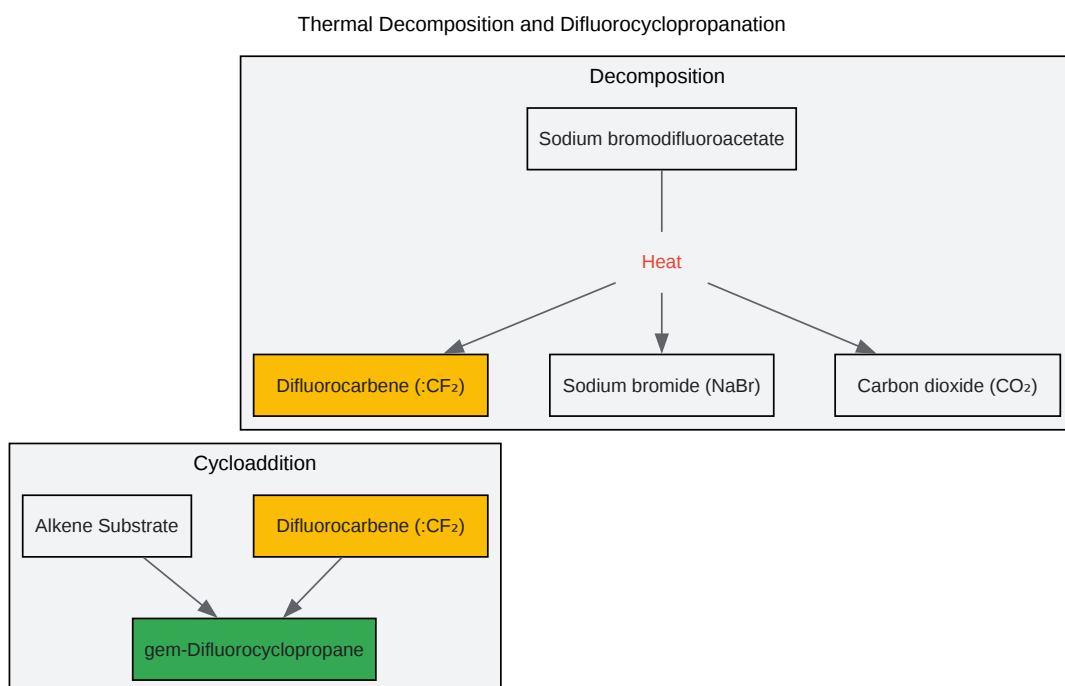 Thermal Decomposition and Difluorocyclopropanation
Decomposition
Sodium bromodifluoroacetate
Heat
Difluorocarbene (:CF₂)
Sodium bromide (NaBr)
Carbon dioxide (CO₂)
Cycloaddition
Alkene Substrate
Difluorocarbene (:CF₂)
gem-Difluorocyclopropane